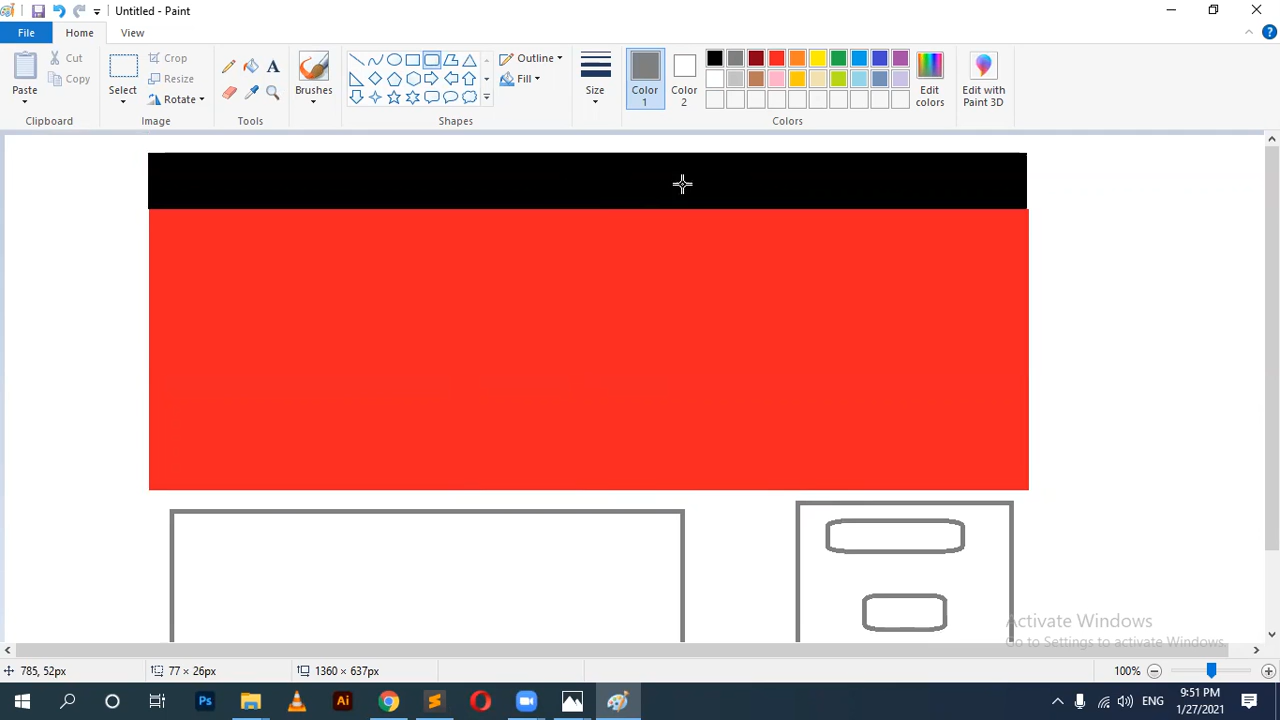 Untitled - Paint
File Home View
Paste
Cut
Copy
Clipboard
Select
Crop
Resize
Rotate
Image
A
Tools
Brushes
Outline
Fill
Shapes
Size
Color
1
Color
2
Edit
colors
Colors
Edit with
Paint 3D
Activate Windows
Go to Settings to activate Windows.
785, 52px
77 × 26px
1360 × 637px
100%
Ps
Ai
ENG
9:51 PM
1/27/2021